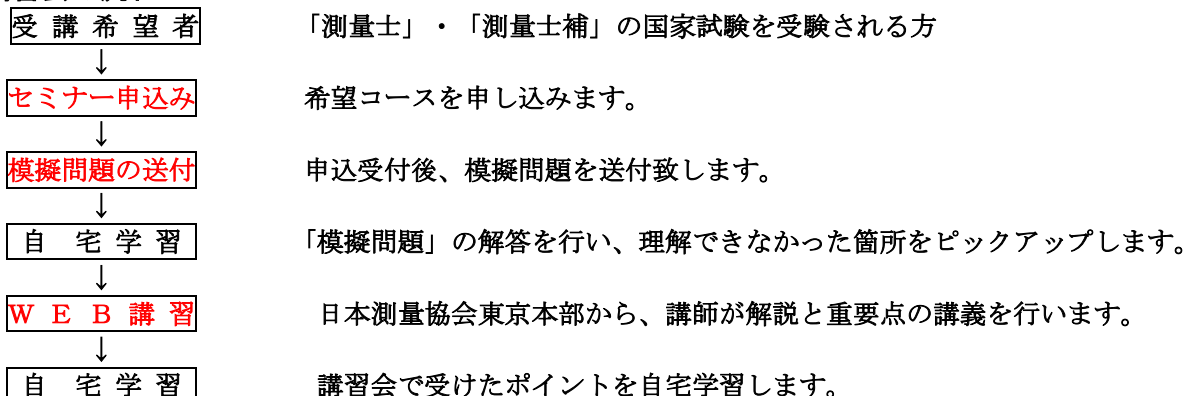 受 講 希 望 者 「測量士」・「測量士補」の国家試験を受験される方
↓
セミナー申込み 希望コースを申し込みます。
↓
模擬問題の送付 申込受付後、模擬問題を送付致します。
↓
自 宅 学 習 「模擬問題」の解答を行い、理解できなかった箇所をピックアップします。
↓
W E B 講 習 日本測量協会東京本部から、講師が解説と重要点の講義を行います。
↓
自 宅 学 習 講習会で受けたポイントを自宅学習します。